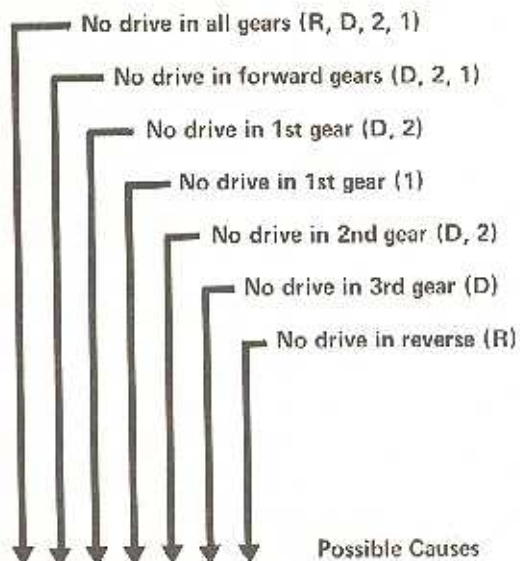 No drive in all gears (R, D, 2, 1)
No drive in forward gears (D, 2, 1)
No drive in 1st gear (D, 2)
No drive in 1st gear (1)
No drive in 2nd gear (D, 2)
No drive in 3rd gear (D)
No drive in reverse (R)
Possible Causes